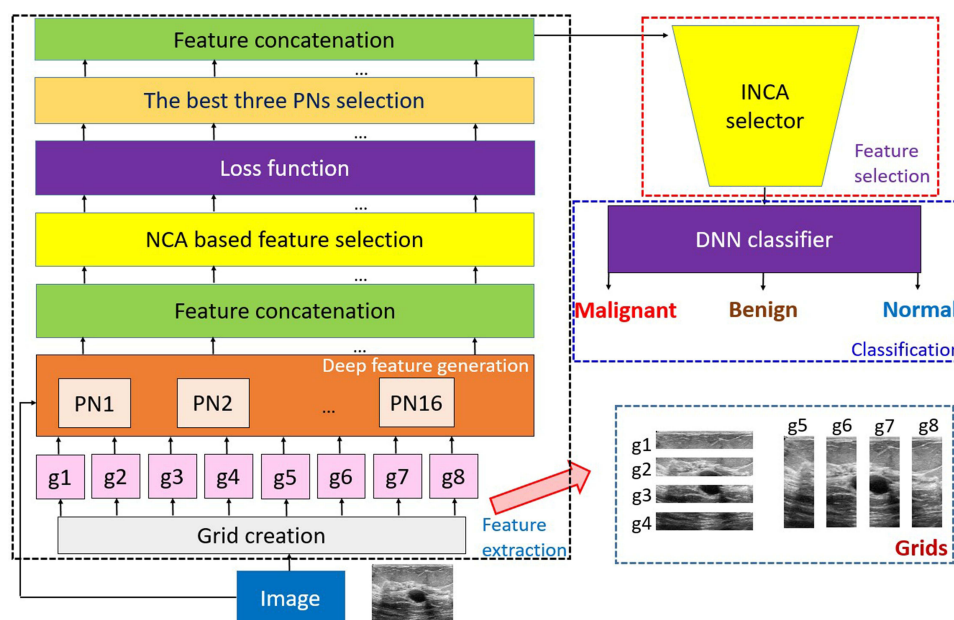 Feature concatenation
...
The best three PNs selection
...
Loss function
...
NCA based feature selection
...
Feature concatenation
...
Deep feature generation
PN1 PN2 ... PN16
g1 g2 g3 g4 g5 g6 g7 g8
Grid creation
Feature
extraction
Image
INCA
selector
Feature
selection
DNN classifier
Malignant Benign Normal
Classification
g5 g6 g7 g8
g1
g2
g3
g4
Grids